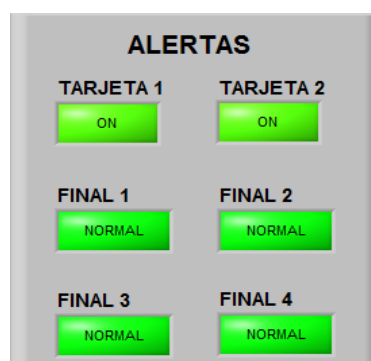 ALERTAS
TARJETA 1 TARJETA 2
ON ON
FINAL 1 FINAL 2
NORMAL NORMAL
FINAL 3 FINAL 4
NORMAL NORMAL